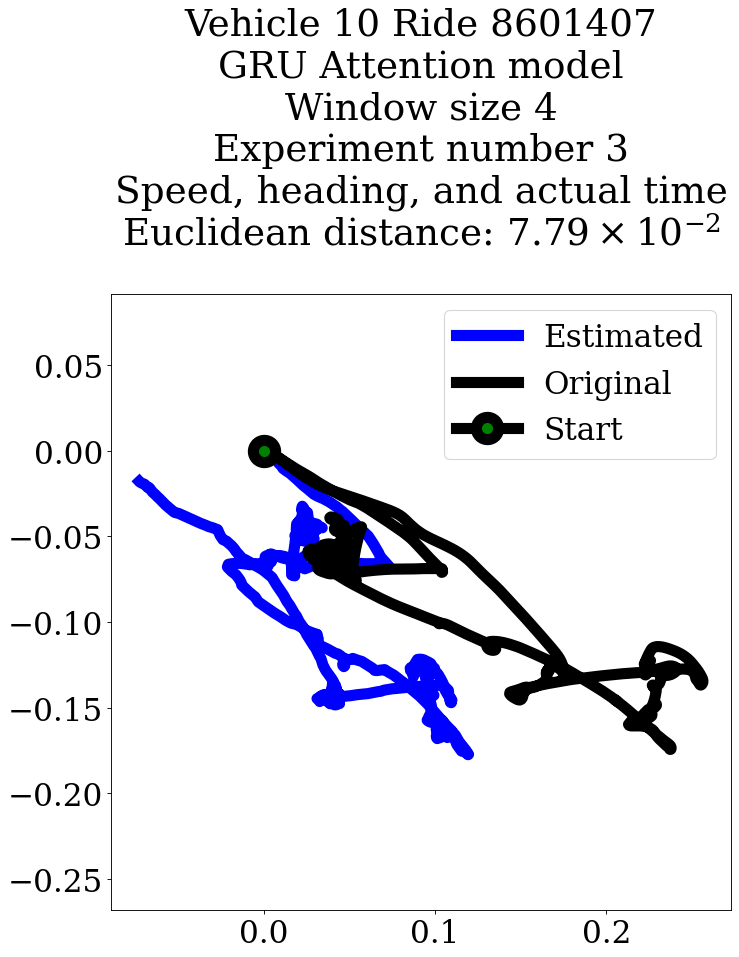 Vehicle 10 Ride 8601407
GRU Attention model
Window size 4
Experiment number 3
Speed, heading, and actual time
Euclidean distance: 7.79 × 10⁻²
Estimated
Original
Start
0.05
0.00
−0.05
−0.10
−0.15
−0.20
−0.25
0.0 0.1 0.2